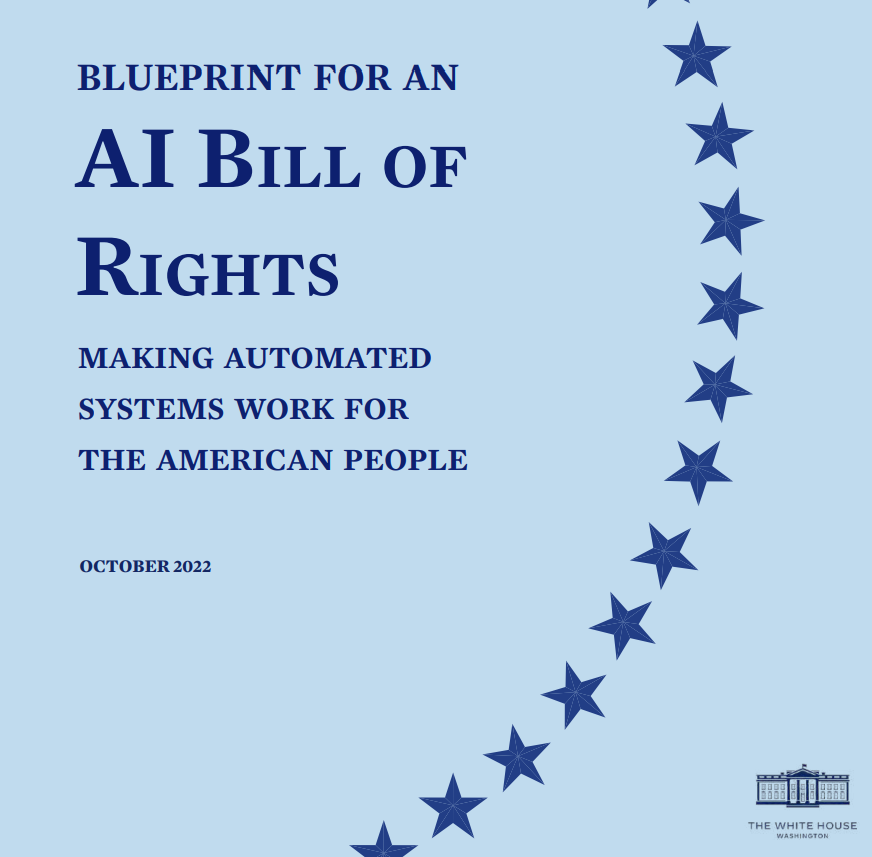 BLUEPRINT FOR AN
AI BILL OF
RIGHTS
MAKING AUTOMATED
SYSTEMS WORK FOR
THE AMERICAN PEOPLE
OCTOBER 2022
THE WHITE HOUSE
WASHINGTON